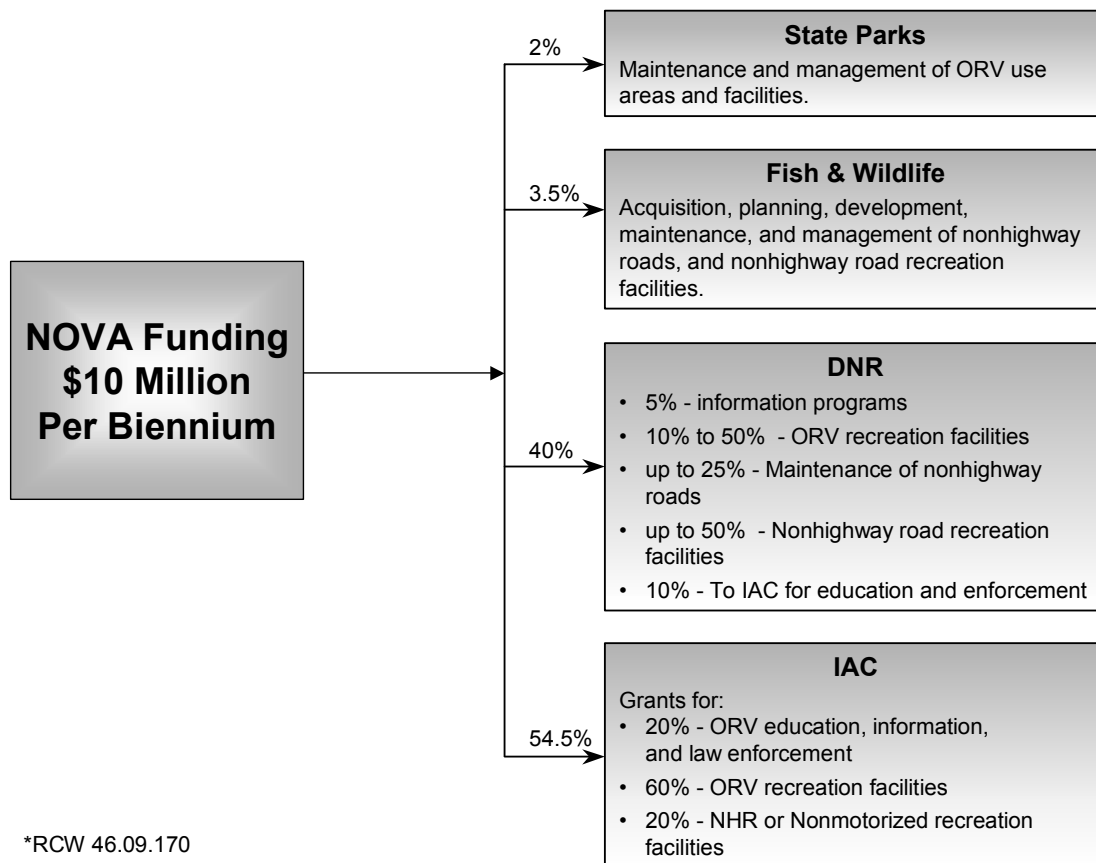 NOVA Funding
$10 Million
Per Biennium
2%
State Parks
Maintenance and management of ORV use
areas and facilities.
3.5%
Fish & Wildlife
Acquisition, planning, development,
maintenance, and management of nonhighway
roads, and nonhighway road recreation
facilities.
40%
DNR
• 5% - information programs
• 10% to 50% - ORV recreation facilities
• up to 25% - Maintenance of nonhighway
roads
• up to 50% - Nonhighway road recreation
facilities
• 10% - To IAC for education and enforcement
54.5%
IAC
Grants for:
• 20% - ORV education, information,
and law enforcement
• 60% - ORV recreation facilities
• 20% - NHR or Nonmotorized recreation
facilities
*RCW 46.09.170